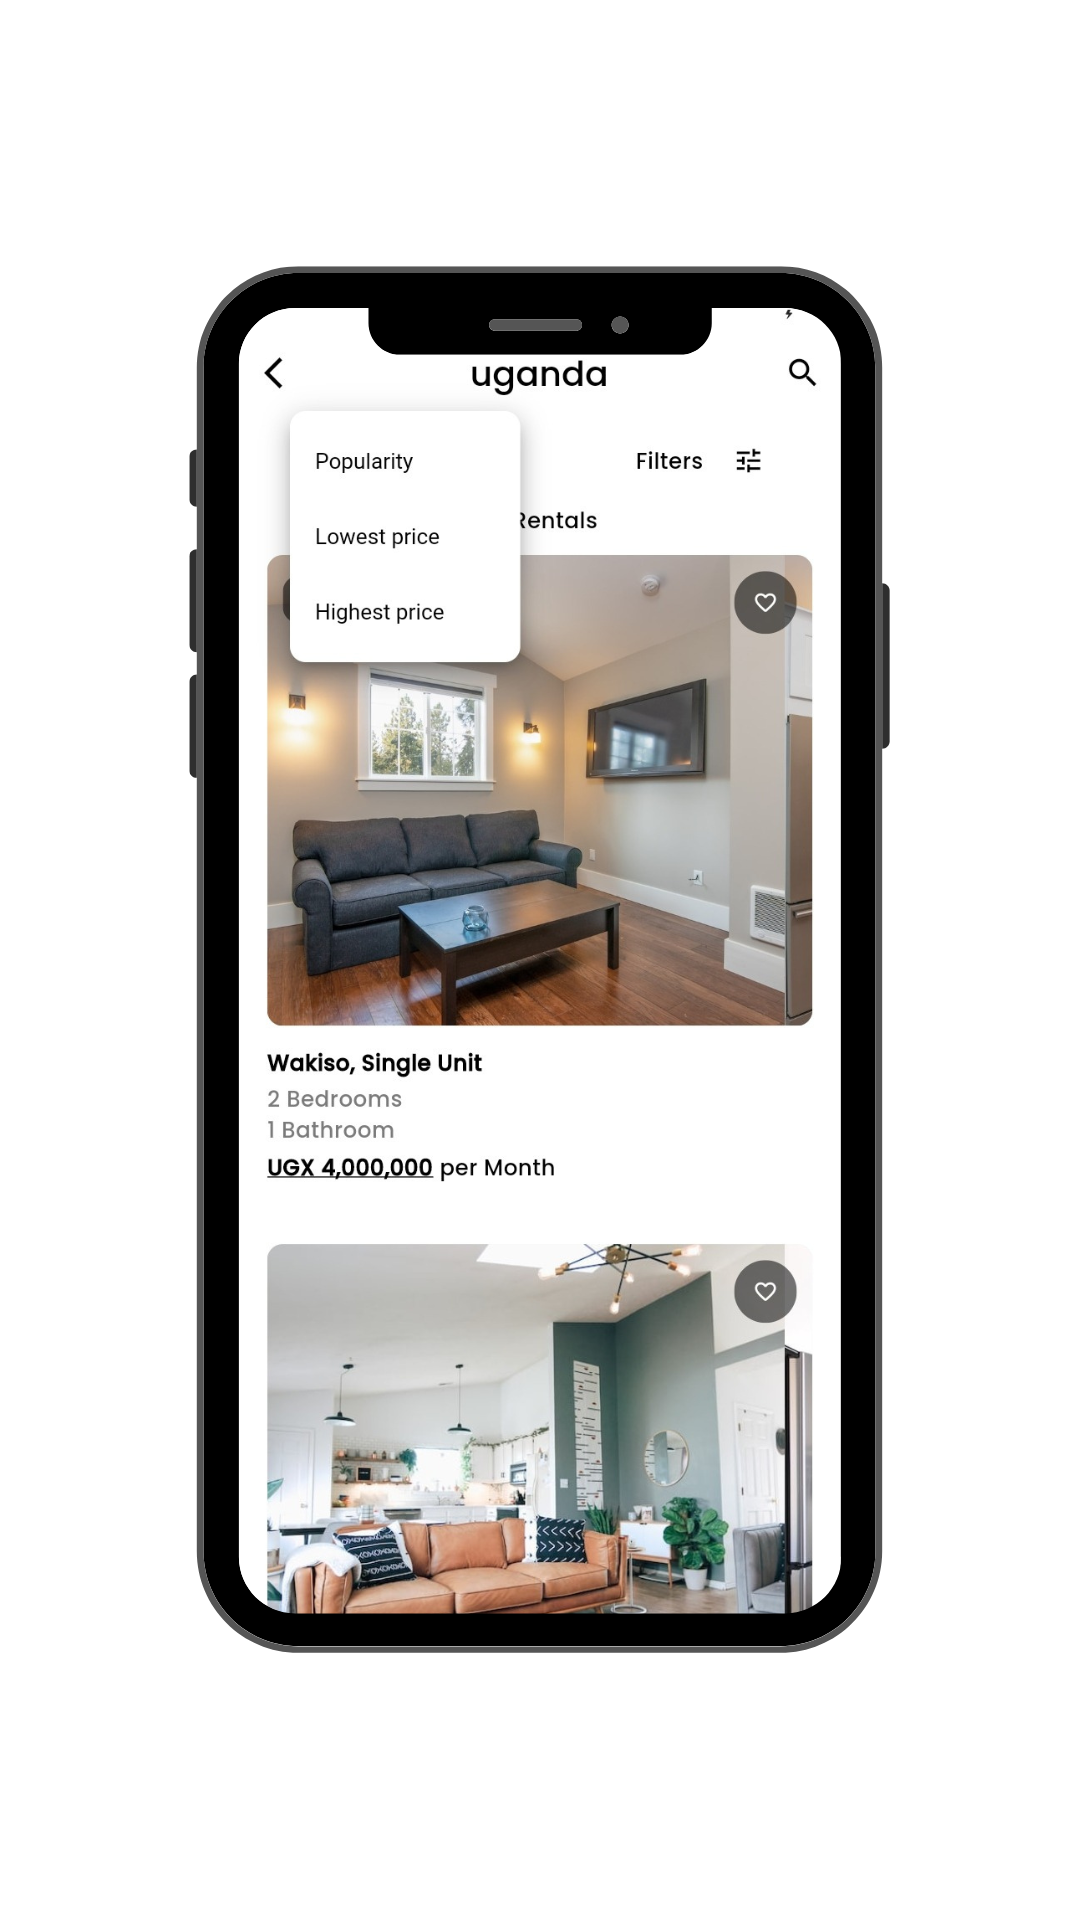 uganda
Popularity
Filters
Rentals
Lowest price
Highest price
Wakiso, Single Unit
2 Bedrooms
1 Bathroom
UGX 4,000,000 per Month